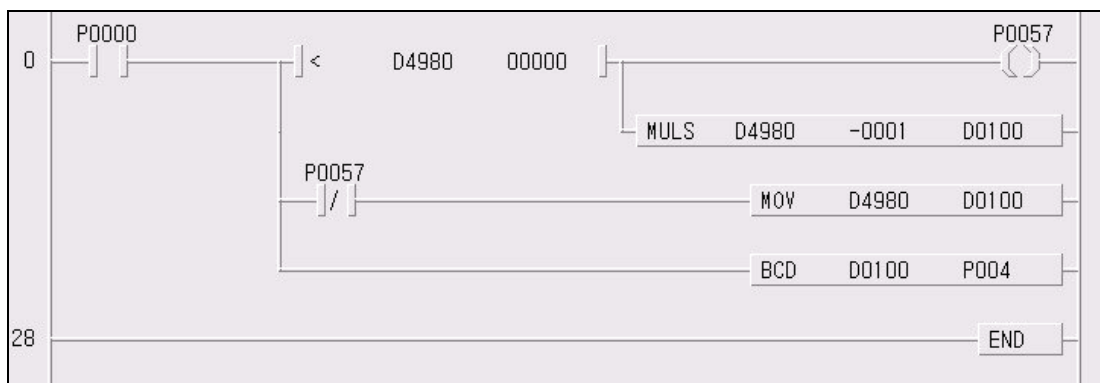 P0000 P0057
0 < D4980 00000
MULS D4980 -0001 D0100
P0057
/ MOV D4980 D0100
BCD D0100 P004
28 END